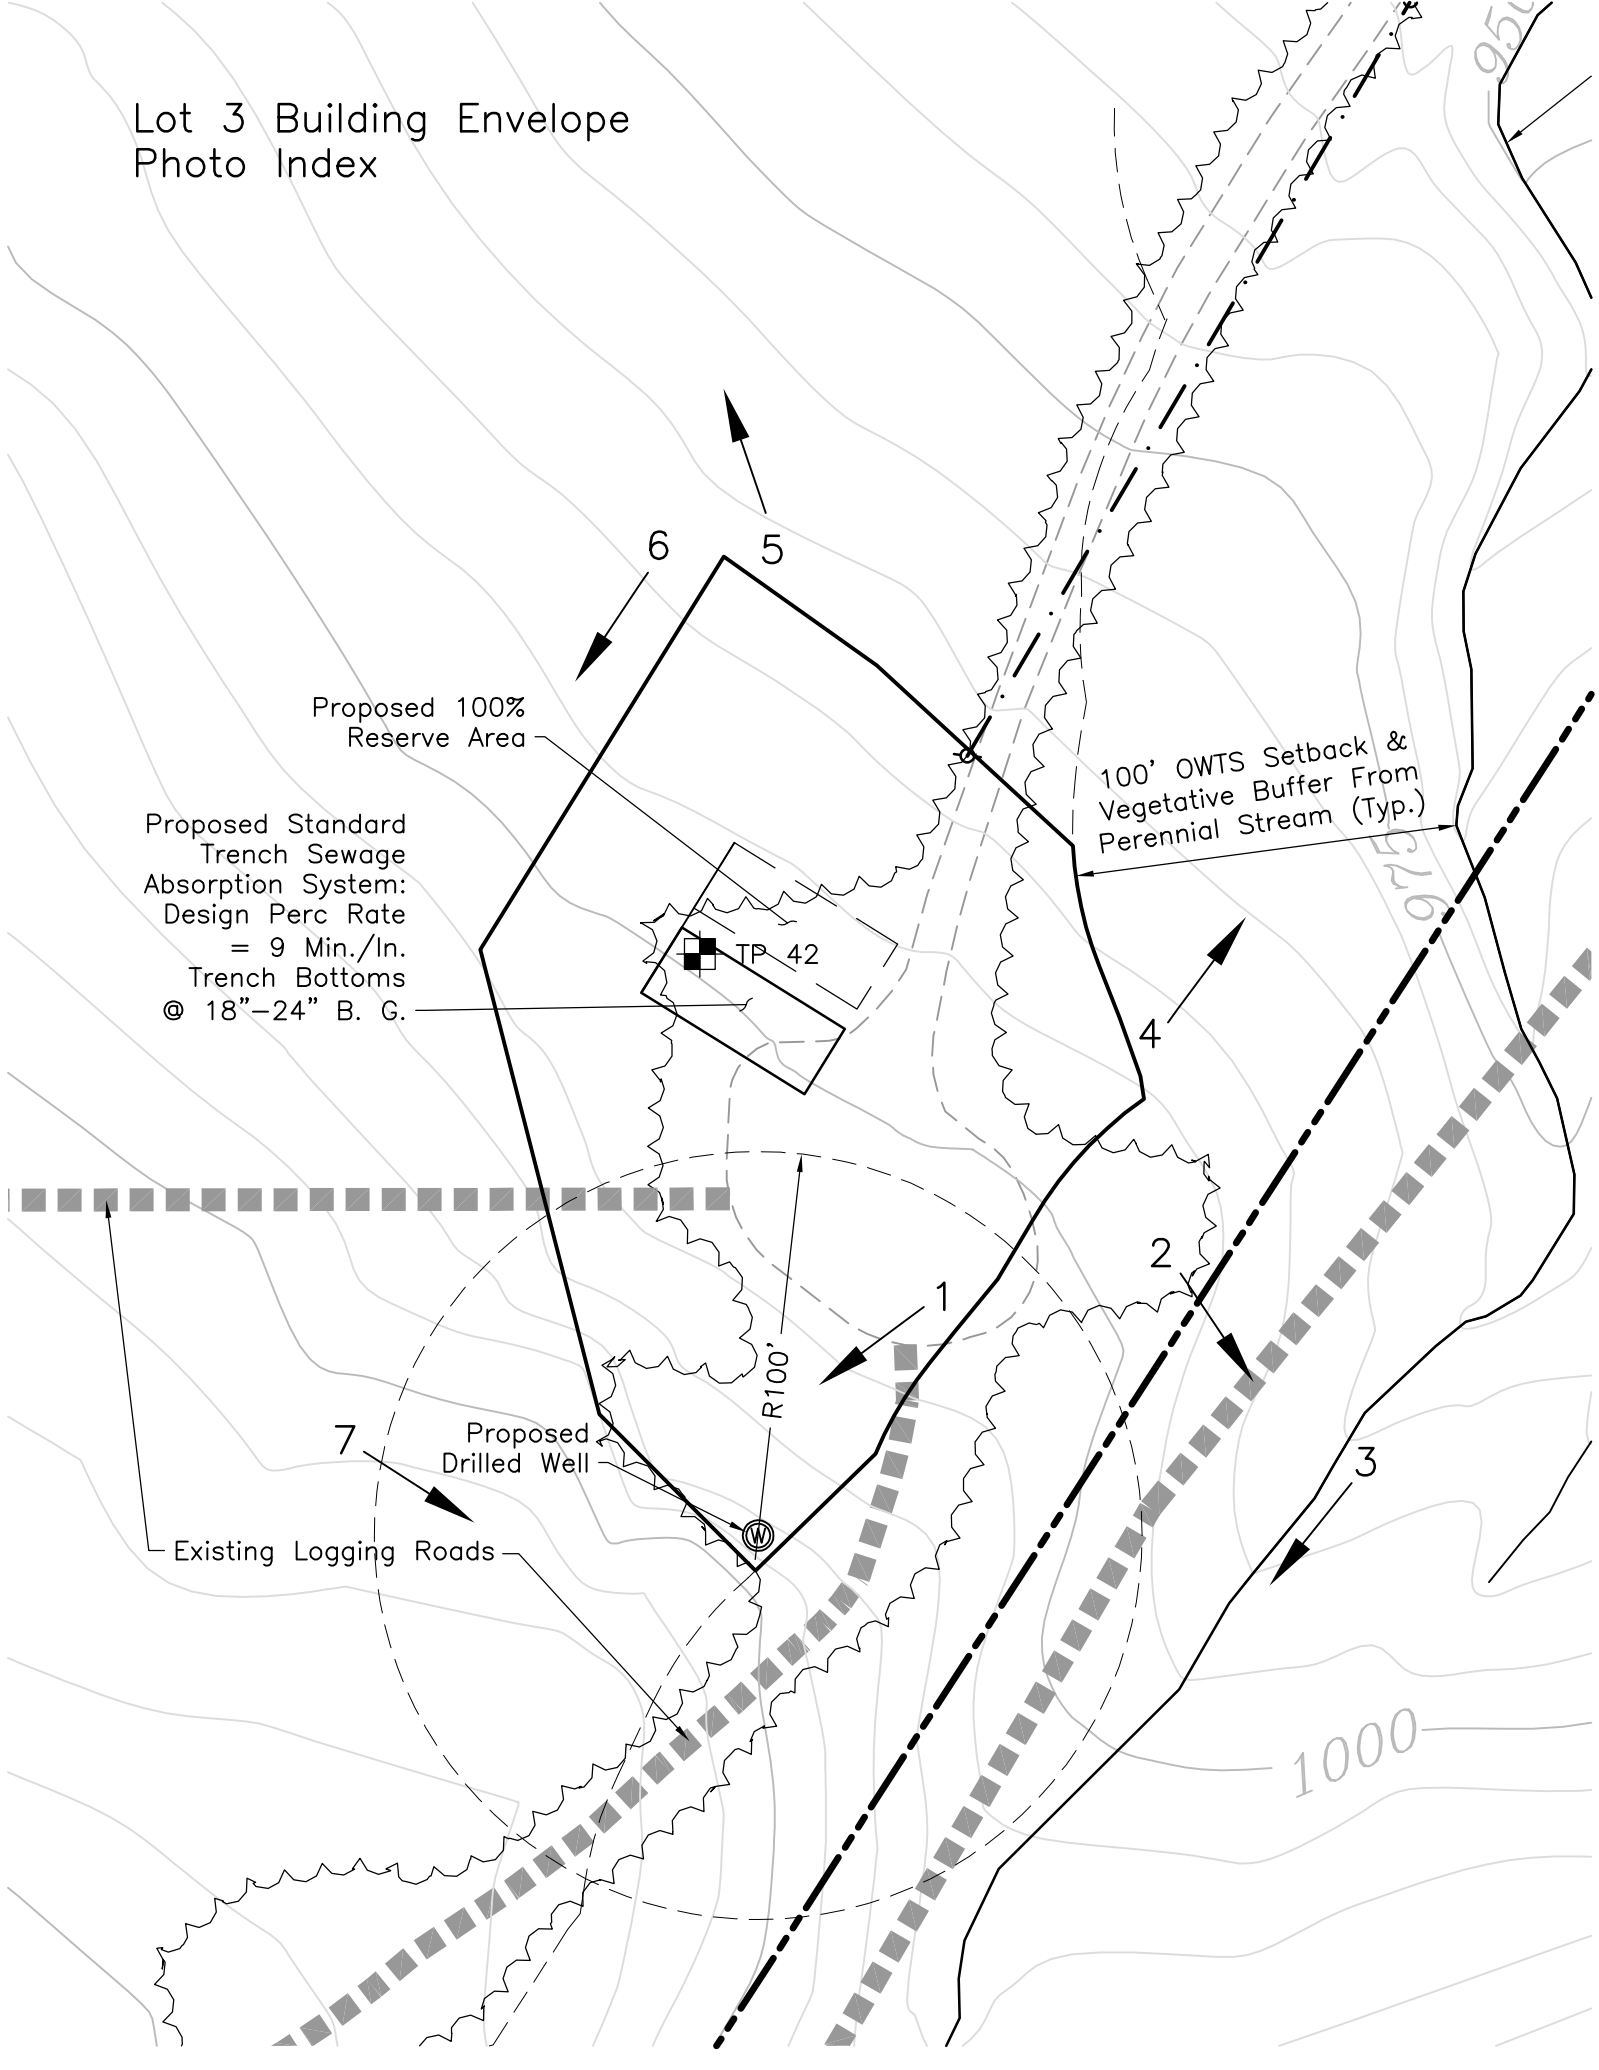 Lot 3 Building Envelope
Photo Index
950
6
5
Proposed 100%
Reserve Area
100' OWTS Setback &
Vegetative Buffer From
Perennial Stream (Typ.)
975
Proposed Standard
Trench Sewage
Absorption System:
Design Perc Rate
= 9 Min./In.
Trench Bottoms
@ 18"-24" B. G.
TP 42
4
2
1
R100'
7
Proposed
Drilled Well
W
3
Existing Logging Roads
1000